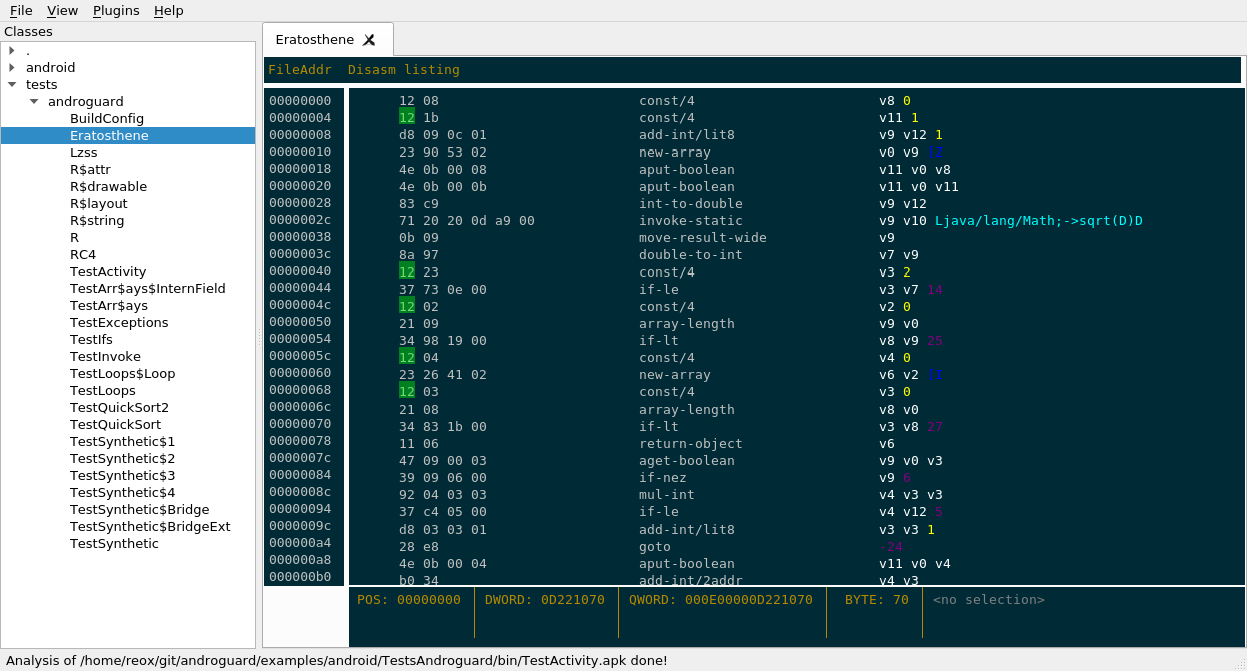 File View Plugins Help
Classes
.
android
tests
androguard
BuildConfig
Eratosthene
Lzss
R$attr
R$drawable
R$layout
R$string
R
RC4
TestActivity
TestArr$ays$InternField
TestArr$ays
TestExceptions
TestIfs
TestInvoke
TestLoops$Loop
TestLoops
TestQuickSort2
TestQuickSort
TestSynthetic$1
TestSynthetic$2
TestSynthetic$3
TestSynthetic$4
TestSynthetic$Bridge
TestSynthetic$BridgeExt
TestSynthetic
Eratosthene
FileAddr Disasm listing
00000000 12 08 const/4 v8 0
00000004 12 1b const/4 v11 1
00000008 d8 09 0c 01 add-int/lit8 v9 v12 1
00000010 23 90 53 02 new-array v0 v9 [Z
00000018 4e 0b 00 08 aput-boolean v11 v0 v8
00000020 4e 0b 00 0b aput-boolean v11 v0 v11
00000028 83 c9 int-to-double v9 v12
0000002c 71 20 20 0d a9 00 invoke-static v9 v10 Ljava/lang/Math;->sqrt(D)D
00000038 0b 09 move-result-wide v9
0000003c 8a 97 double-to-int v7 v9
00000040 12 23 const/4 v3 2
00000044 37 73 0e 00 if-le v3 v7 14
0000004c 12 02 const/4 v2 0
00000050 21 09 array-length v9 v0
00000054 34 98 19 00 if-lt v8 v9 25
0000005c 12 04 const/4 v4 0
00000060 23 26 41 02 new-array v6 v2 [I
00000068 12 03 const/4 v3 0
0000006c 21 08 array-length v8 v0
00000070 34 83 1b 00 if-lt v3 v8 27
00000078 11 06 return-object v6
0000007c 47 09 00 03 aget-boolean v9 v0 v3
00000084 39 09 06 00 if-nez v9 6
0000008c 92 04 03 03 mul-int v4 v3 v3
00000094 37 c4 05 00 if-le v4 v12 5
0000009c d8 03 03 01 add-int/lit8 v3 v3 1
000000a4 28 e8 goto -24
000000a8 4e 0b 00 04 aput-boolean v11 v0 v4
000000b0 b0 34 add-int/2addr v4 v3
POS: 00000000 DWORD: 0D221070 QWORD: 000E00000D221070 BYTE: 70 <no selection>
Analysis of /home/reox/git/androguard/examples/android/TestsAndroguard/bin/TestActivity.apk done!